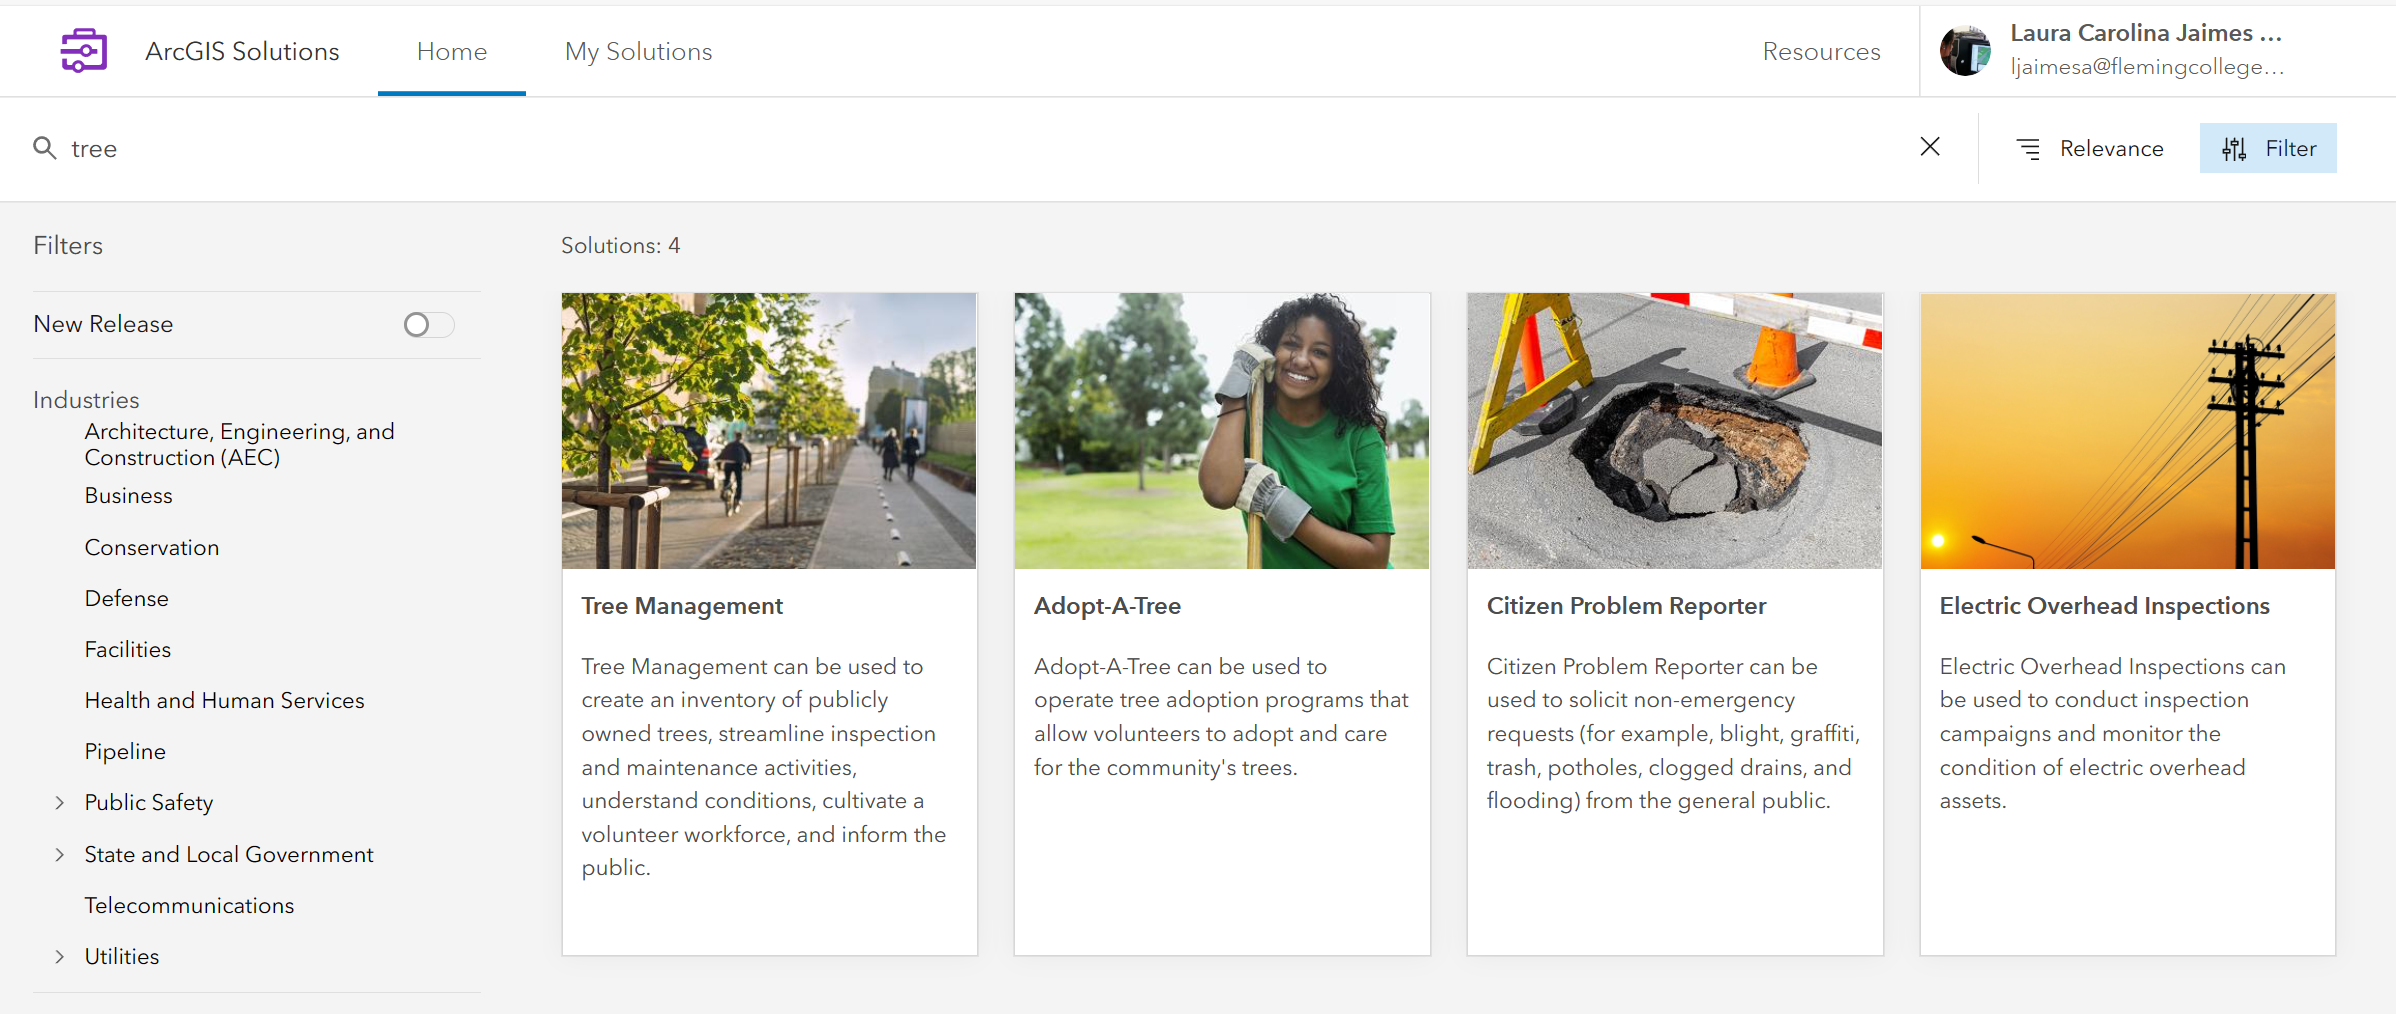 ArcGIS Solutions
Home
My Solutions
Resources
Laura Carolina Jaimes ...
ljaimesa@flemingcollege...
tree
Relevance
Filter
Filters
New Release
Industries
Architecture, Engineering, and
Construction (AEC)
Business
Conservation
Defense
Facilities
Health and Human Services
Pipeline
Public Safety
State and Local Government
Telecommunications
Utilities
Solutions: 4
Tree Management
Tree Management can be used to
create an inventory of publicly
owned trees, streamline inspection
and maintenance activities,
understand conditions, cultivate a
volunteer workforce, and inform the
public.
Adopt-A-Tree
Adopt-A-Tree can be used to
operate tree adoption programs that
allow volunteers to adopt and care
for the community's trees.
Citizen Problem Reporter
Citizen Problem Reporter can be
used to solicit non-emergency
requests (for example, blight, graffiti,
trash, potholes, clogged drains, and
flooding) from the general public.
Electric Overhead Inspections
Electric Overhead Inspections can
be used to conduct inspection
campaigns and monitor the
condition of electric overhead
assets.